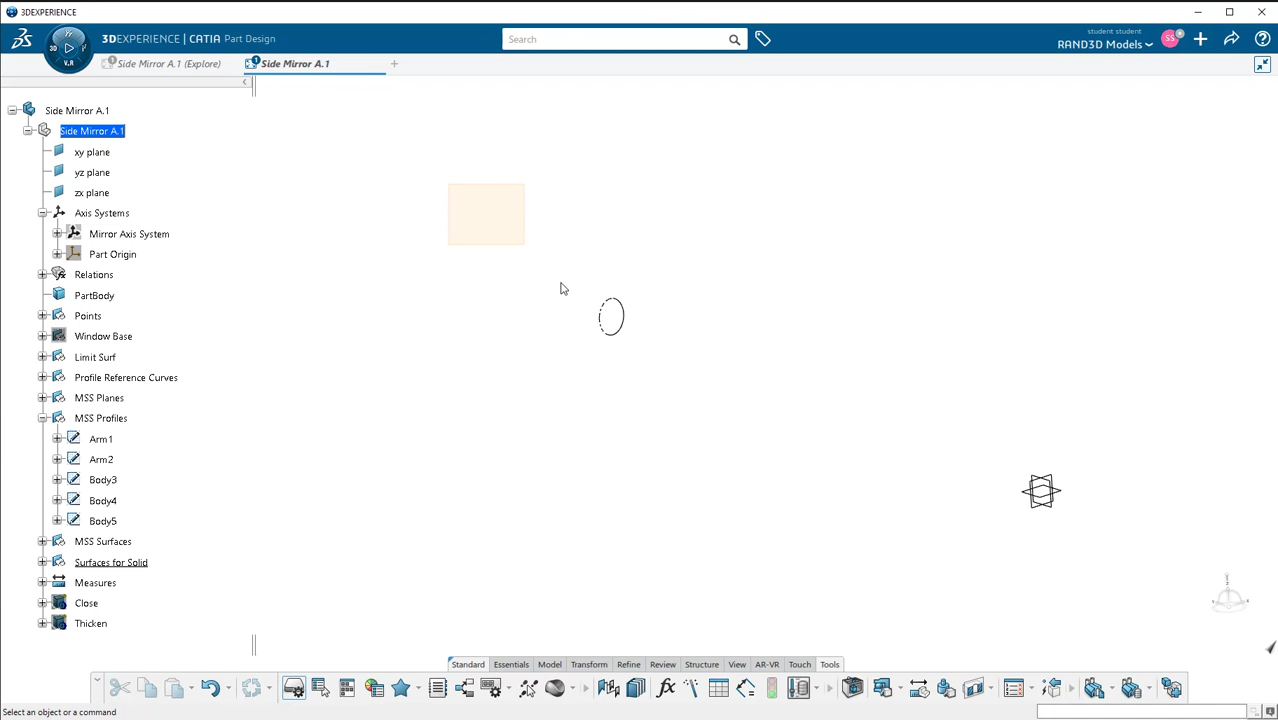 3DEXPERIENCE
3DEXPERIENCE | CATIA Part Design
Search
student student
RAND3D Models
SS
3D
V.R
Side Mirror A.1 (Explore)
Side Mirror A.1
Side Mirror A.1
Side Mirror A.1
xy plane
yz plane
zx plane
Axis Systems
Mirror Axis System
Part Origin
Relations
PartBody
Points
Window Base
Limit Surf
Profile Reference Curves
MSS Planes
MSS Profiles
Arm1
Arm2
Body3
Body4
Body5
MSS Surfaces
Surfaces for Solid
Measures
Close
Thicken
Standard Essentials Model Transform Refine Review Structure View AR-VR Touch Tools
Select an object or a command